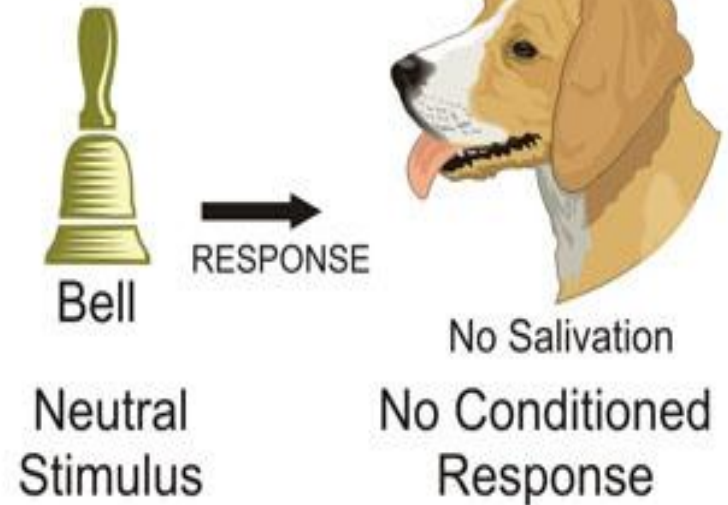 RESPONSE
Bell
No Salivation
Neutral
Stimulus
No Conditioned
Response